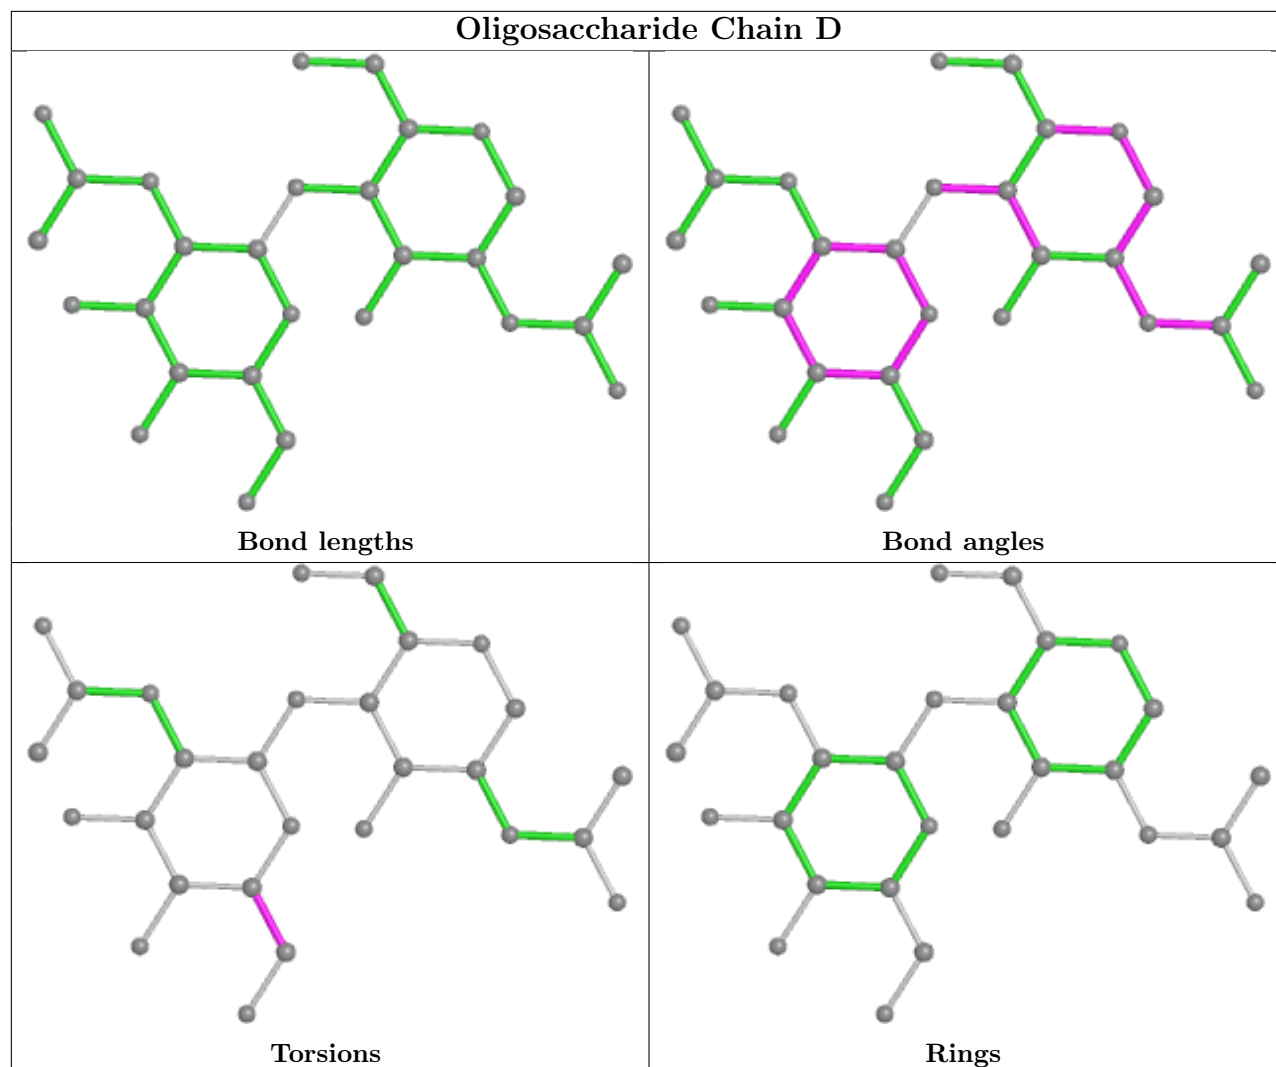 Oligosaccharide Chain D
Bond lengths
Bond angles
Torsions
Rings